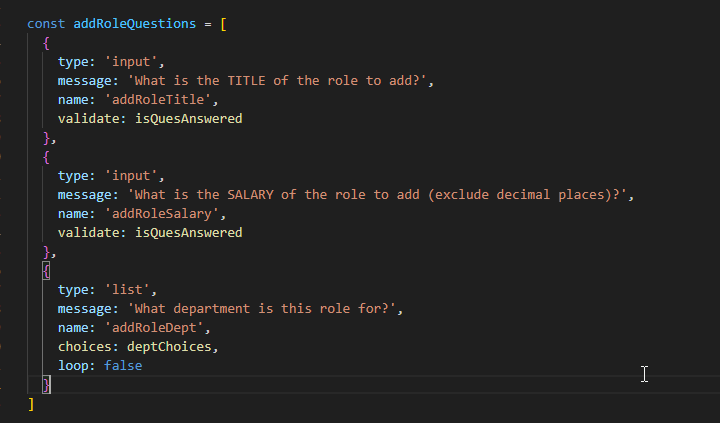 const addRoleQuestions = [
{
type: 'input',
message: 'What is the TITLE of the role to add?',
name: 'addRoleTitle',
validate: isQuesAnswered
},
{
type: 'input',
message: 'What is the SALARY of the role to add (exclude decimal places)?',
name: 'addRoleSalary',
validate: isQuesAnswered
},
{
type: 'list',
message: 'What department is this role for?',
name: 'addRoleDept',
choices: deptChoices,
loop: false
}
]